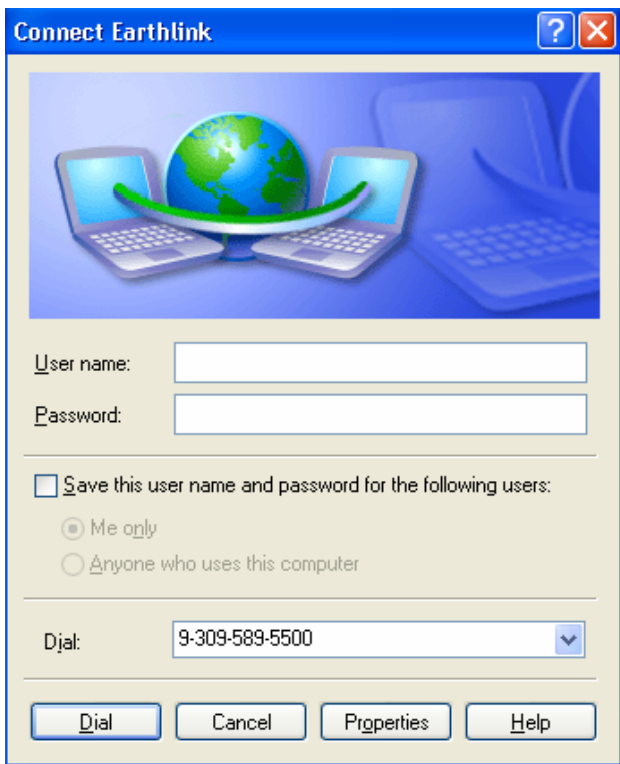 Connect Earthlink
User name:
Password:
Save this user name and password for the following users:
Me only
Anyone who uses this computer
Dial: 9-309-589-5500
Dial Cancel Properties Help